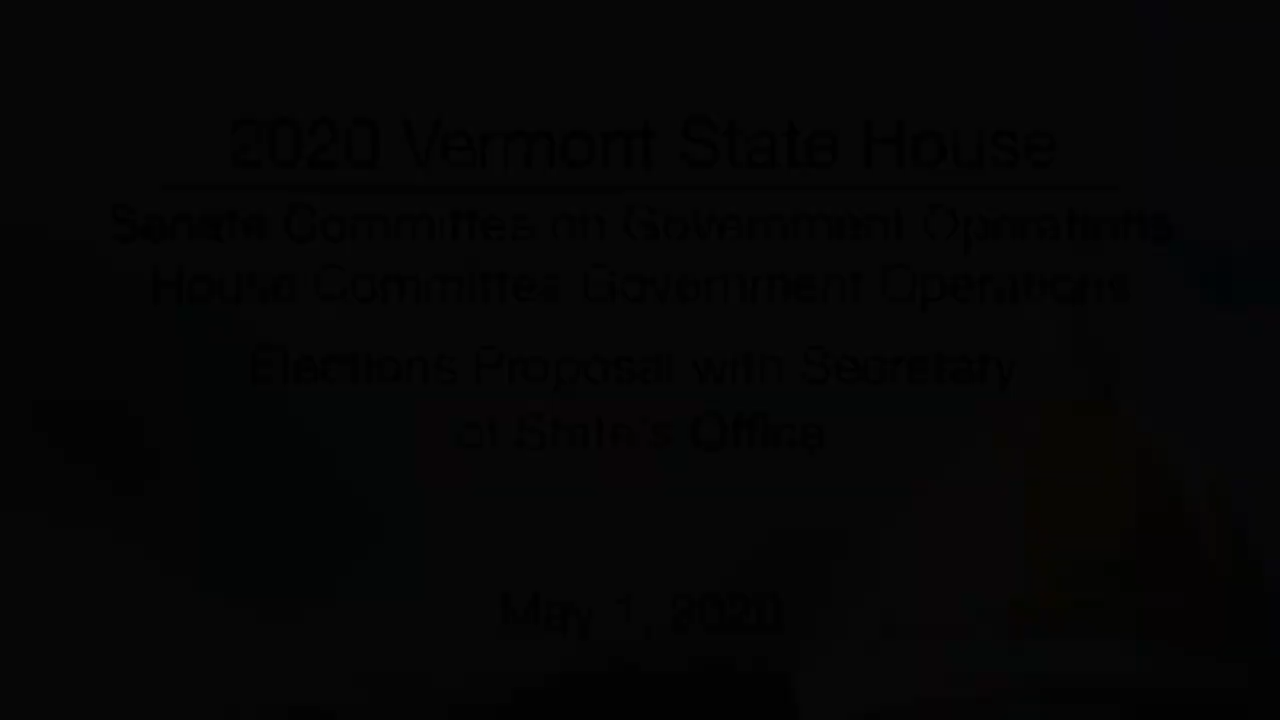 2020 Vermont State House
Senate Committee on Government Operations
House Committee Government Operations
Elections Proposal with Secretary
of State's Office
May 1, 2020